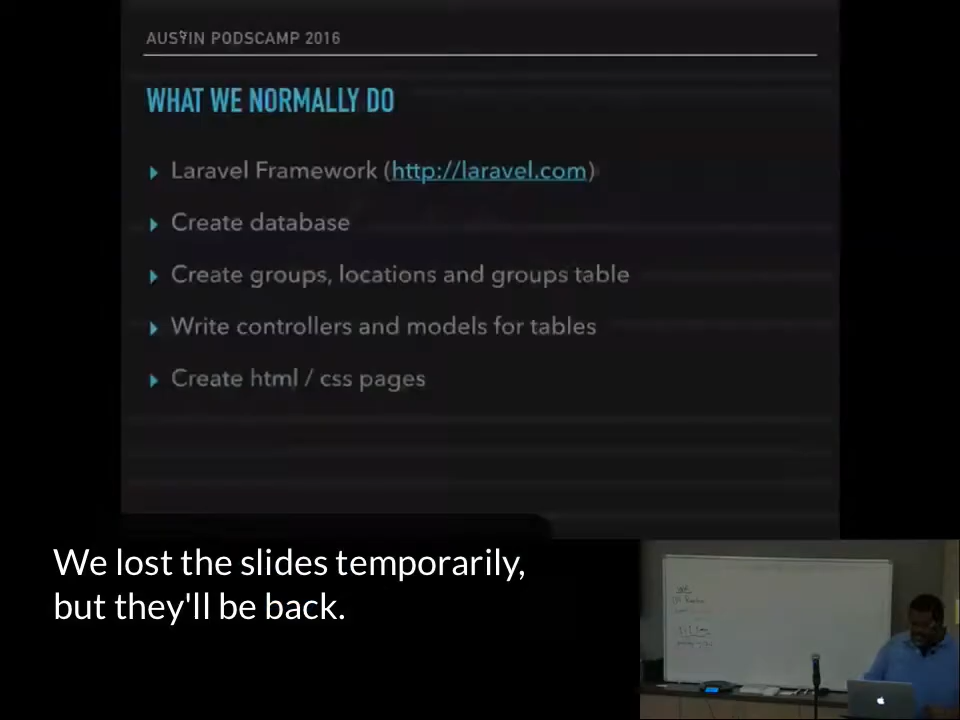 AUSTIN PODSCAMP 2016
WHAT WE NORMALLY DO
Laravel Framework (http://laravel.com)
Create database
Create groups, locations and groups table
Write controllers and models for tables
Create html / css pages
We lost the slides temporarily,
but they'll be back.